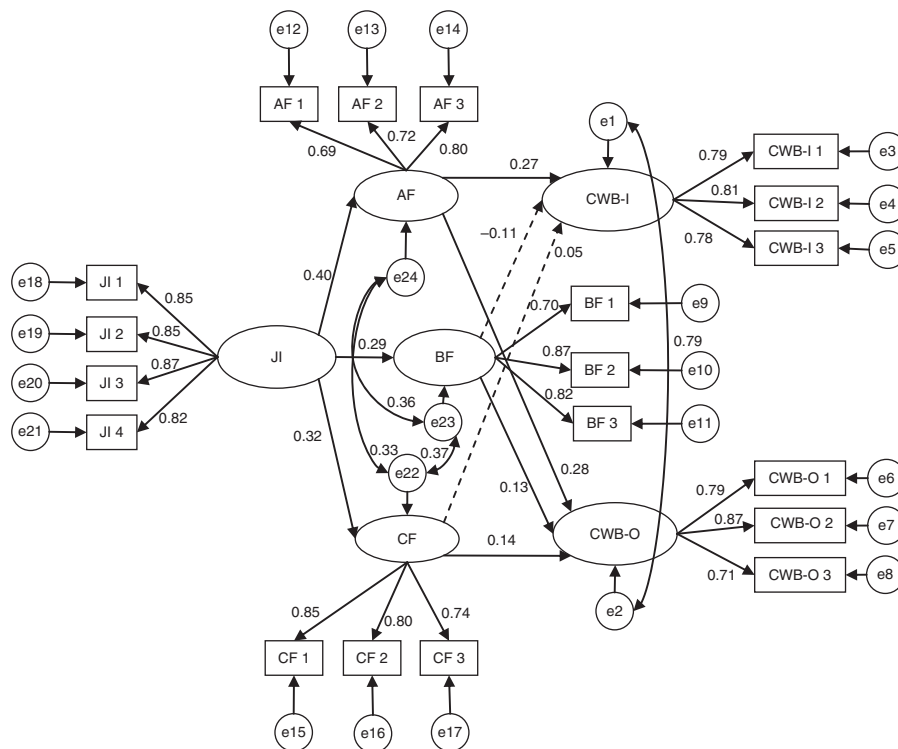 e12
e13
e14
AF 1
AF 2
AF 3
e1
0.69
0.72
0.80
0.27
AF
CWB-I
0.79
0.81
0.78
CWB-I 1
CWB-I 2
CWB-I 3
e3
e4
e5
–0.11
0.05
0.40
e24
e18
e19
e20
e21
JI 1
JI 2
JI 3
JI 4
0.85
0.85
0.87
0.82
JI
0.29
BF
0.70
0.87
0.82
BF 1
BF 2
BF 3
e9
e10
e11
0.79
0.36
e23
0.32
0.33
0.37
e22
0.28
0.13
CF
0.14
CWB-O
0.79
0.87
0.71
CWB-O 1
CWB-O 2
CWB-O 3
e6
e7
e8
e2
0.85
0.80
0.74
CF 1
CF 2
CF 3
e15
e16
e17